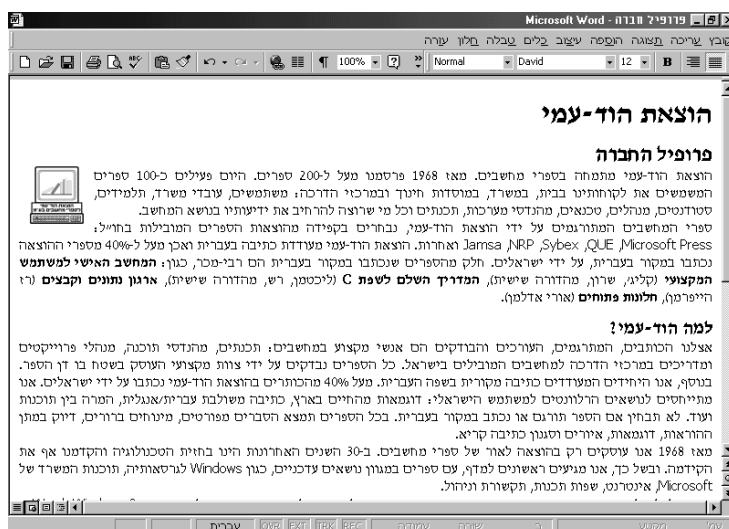 פרופיל חברה - Microsoft Word
קובץ עריכה תצוגה הוספה עיצוב כלים טבלה חלון עזרה
100% Normal David 12 B
הוצאת הוד-עמי
פרופיל החברה
הוצאת הוד-עמי מתמחה בספרי מחשבים. מאז 1968 פרסמנו מעל ל-200 ספרים. היום פעילים כ-100 ספרים
המשמשים את לקוחותינו בבית, במשרד, במוסדות חינוך ובמרכזי הדרכה: משתמשים, עובדי משרד, תלמידים,
סטודנטים, מנהלים, טכנאים, מהנדסי מערכות, תכנתים וכל מי שרוצה להרחיב את ידיעותיו בנושא המחשב.
ספרי המחשבים המתורגמים על ידי הוצאת הוד-עמי, נבחרים בקפידה מהוצאות הספרים המובילות בחו״ל:
Jamsa ,NRP ,Sybex ,QUE ,Microsoft Press ואחרות. הוצאת הוד-עמי מעודדת כתיבה בעברית ואכן מעל ל-40% מספרי ההוצאה
נכתבו במקור בעברית, על ידי ישראלים. חלק מהספרים שנכתבו במקור בעברית הם רבי-מכר, כגון: המחשב האישי למשתמש
המקצועי (קליג׳, שרון, מהדורה שישית), המדריך השלם לשפת C (ליכטמן, רש, מהדורה שישית), ארגון נתונים וקבצים (רז
הייפרמן), חלונות פתוחים (אורי אדלמן).
למה הוד-עמי?
אצלנו הכותבים, המתרגמים, העורכים והבודקים הם אנשי מקצוע במחשבים: תכנתים, מהנדסי תוכנה, מנהלי פרוייקטים
ומדריכים במרכזי הדרכה למחשבים המובילים בישראל. כל הספרים נבדקים על ידי צוות מקצועי העוסק בשטח בו דן הספר.
בנוסף, אנו היחידים המעודדים כתיבה מקורית בשפה העברית. מעל 40% מהכותרים בהוצאת הוד-עמי נכתבו על ידי ישראלים. אנו
מתייחסים לנושאים הרלוונטים למשתמש הישראלי: דוגמאות מהחיים בארץ, כתיבה משולבת עברית/אנגלית, המרה בין תוכנות
ועוד. לא תבחין אם הספר תורגם או נכתב במקור בעברית. בכל הספרים תמצא הסברים מפורטים, מינוחים ברורים, דיוק במתן
ההוראות, דוגמאות, איורים וסגנון כתיבה קריא.
מאז 1968 אנו עוסקים רק בהוצאה לאור של ספרי מחשבים. ב-30 השנים האחרונות הינו בחזית הטכנולוגיה והקדמנו אף את
הקידמה. ובשל כך, אנו מגיעים ראשונים למדף, עם ספרים במגוון נושאים עדכניים, כגון Windows לגרסאותיה, תוכנות המשרד של
Microsoft, אינטרנט, שפות תכנות, תקשורת וניהול.
עמ' מקטע ב שורה עמודה REC TRK EXT OVR עברית